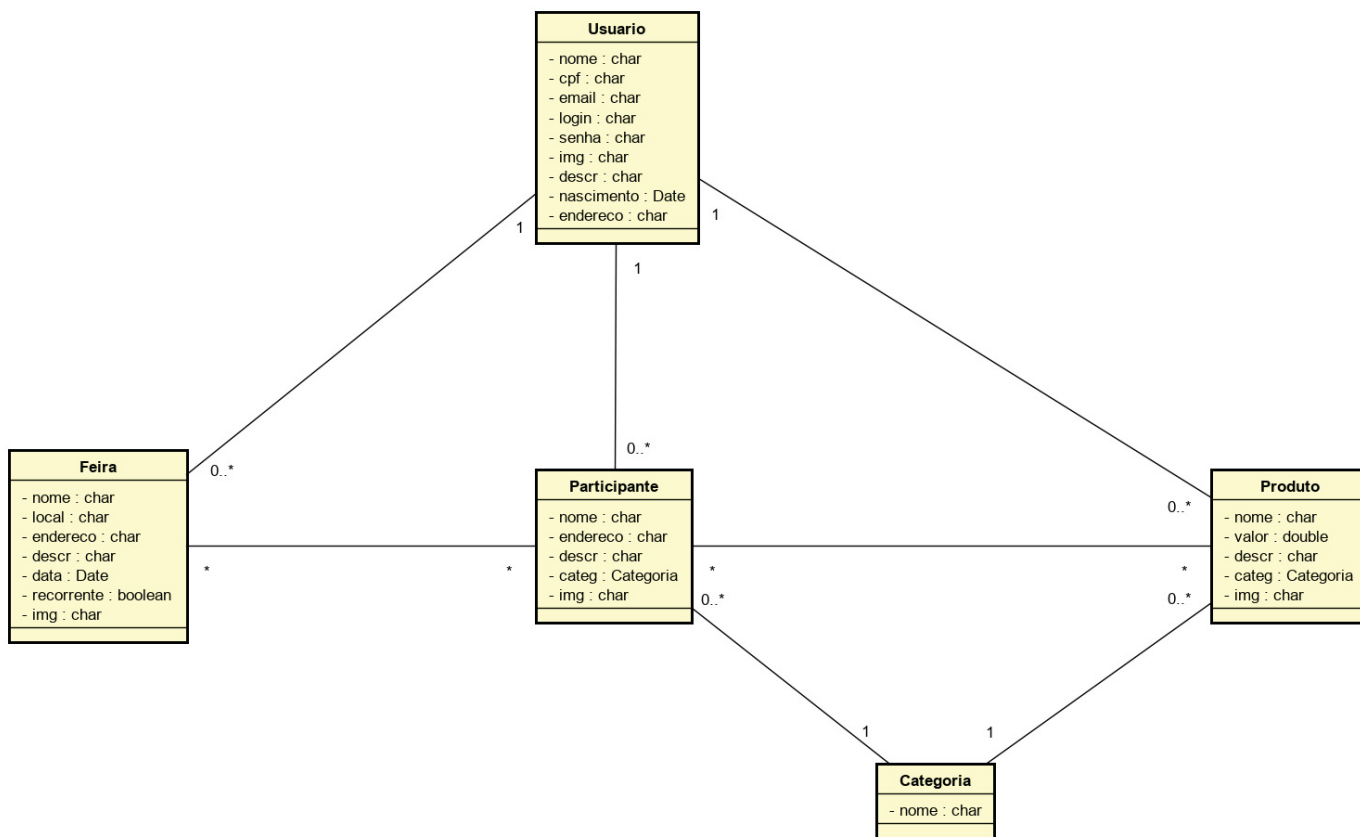 Usuario
- nome : char
- cpf : char
- email : char
- login : char
- senha : char
- img : char
- descr : char
- nascimento : Date
- endereco : char
1
1
1
0..*
0..*
0..*
Feira
- nome : char
- local : char
- endereco : char
- descr : char
- data : Date
- recorrente : boolean
- img : char
*
*
Participante
- nome : char
- endereco : char
- descr : char
- categ : Categoria
- img : char
*
*
0..*
0..*
Produto
- nome : char
- valor : double
- descr : char
- categ : Categoria
- img : char
1
1
Categoria
- nome : char